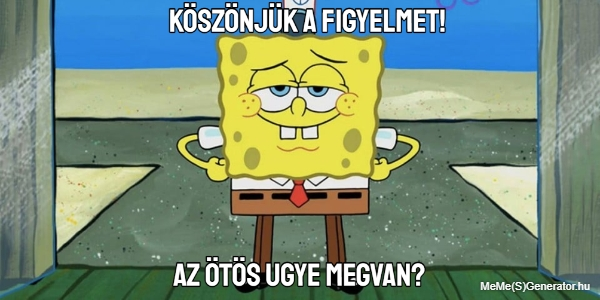 KÖSZÖNJÜK A FIGYELMET!
AZ ÖTÖS UGYE MEGVAN?
MeMe(S)Generator.hu